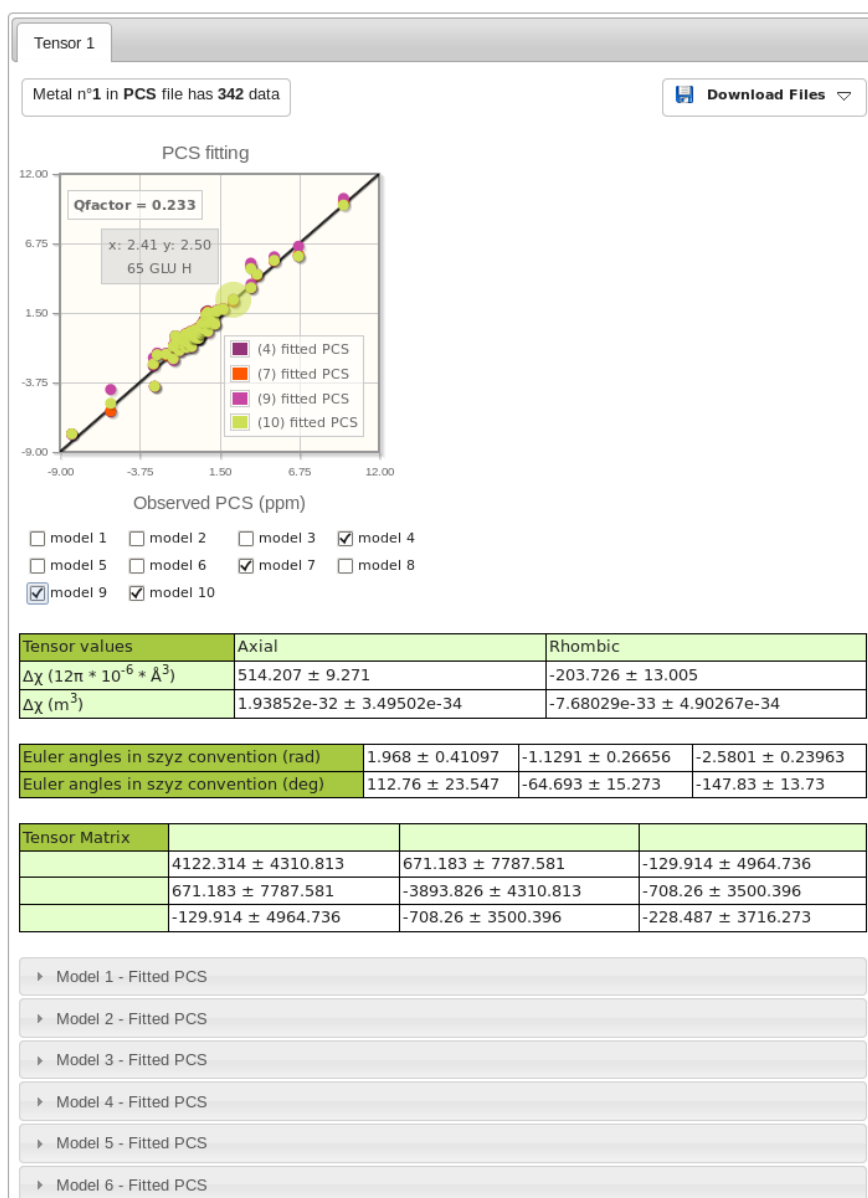 Tensor 1
Metal n°1 in PCS file has 342 data
Download Files
PCS fitting
12.00
6.75
1.50
-3.75
-9.00
Qfactor = 0.233
x: 2.41 y: 2.50
65 GLU H
(4) fitted PCS
(7) fitted PCS
(9) fitted PCS
(10) fitted PCS
-9.00 -3.75 1.50 6.75 12.00
Observed PCS (ppm)
model 1 model 2 model 3 model 4
model 5 model 6 model 7 model 8
model 9 model 10
Tensor values Axial Rhombic
Δχ (12π * 10-6 * Å3) 514.207 ± 9.271 -203.726 ± 13.005
Δχ (m3) 1.93852e-32 ± 3.49502e-34 -7.68029e-33 ± 4.90267e-34
Euler angles in szyz convention (rad) 1.968 ± 0.41097 -1.1291 ± 0.26656 -2.5801 ± 0.23963
Euler angles in szyz convention (deg) 112.76 ± 23.547 -64.693 ± 15.273 -147.83 ± 13.73
Tensor Matrix
4122.314 ± 4310.813 671.183 ± 7787.581 -129.914 ± 4964.736
671.183 ± 7787.581 -3893.826 ± 4310.813 -708.26 ± 3500.396
-129.914 ± 4964.736 -708.26 ± 3500.396 -228.487 ± 3716.273
Model 1 - Fitted PCS
Model 2 - Fitted PCS
Model 3 - Fitted PCS
Model 4 - Fitted PCS
Model 5 - Fitted PCS
Model 6 - Fitted PCS